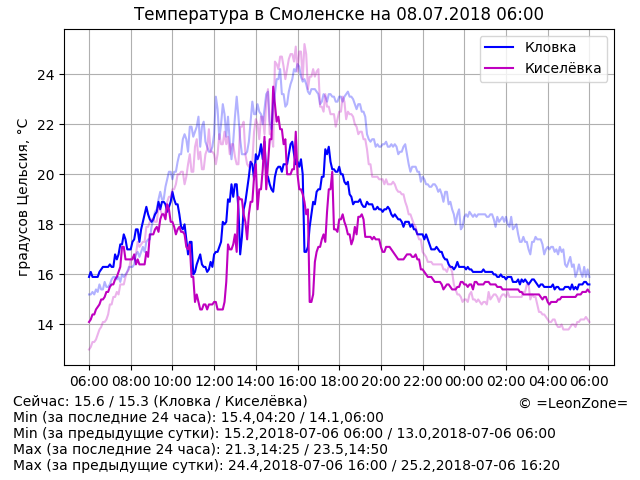 Температура в Смоленске на 08.07.2018 06:00
Кловка
Киселёвка
градусов Цельсия, °C
24
22
20
18
16
14
06:00 08:00 10:00 12:00 14:00 16:00 18:00 20:00 22:00 00:00 02:00 04:00 06:00
Сейчас: 15.6 / 15.3 (Кловка / Киселёвка)
© =LeonZone=
Min (за последние 24 часа): 15.4,04:20 / 14.1,06:00
Min (за предыдущие сутки): 15.2,2018-07-06 06:00 / 13.0,2018-07-06 06:00
Max (за последние 24 часа): 21.3,14:25 / 23.5,14:50
Max (за предыдущие сутки): 24.4,2018-07-06 16:00 / 25.2,2018-07-06 16:20